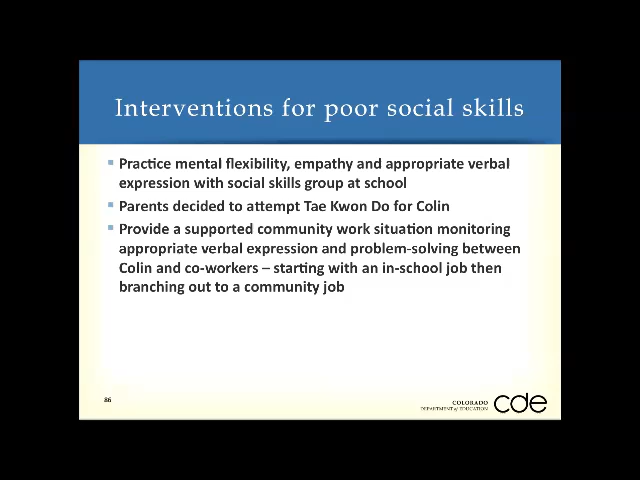 Interventions for poor social skills
Practice mental flexibility, empathy and appropriate verbal
expression with social skills group at school
Parents decided to attempt Tae Kwon Do for Colin
Provide a supported community work situation monitoring
appropriate verbal expression and problem-solving between
Colin and co-workers – starting with an in-school job then
branching out to a community job
86
COLORADO
DEPARTMENT of EDUCATION
cde